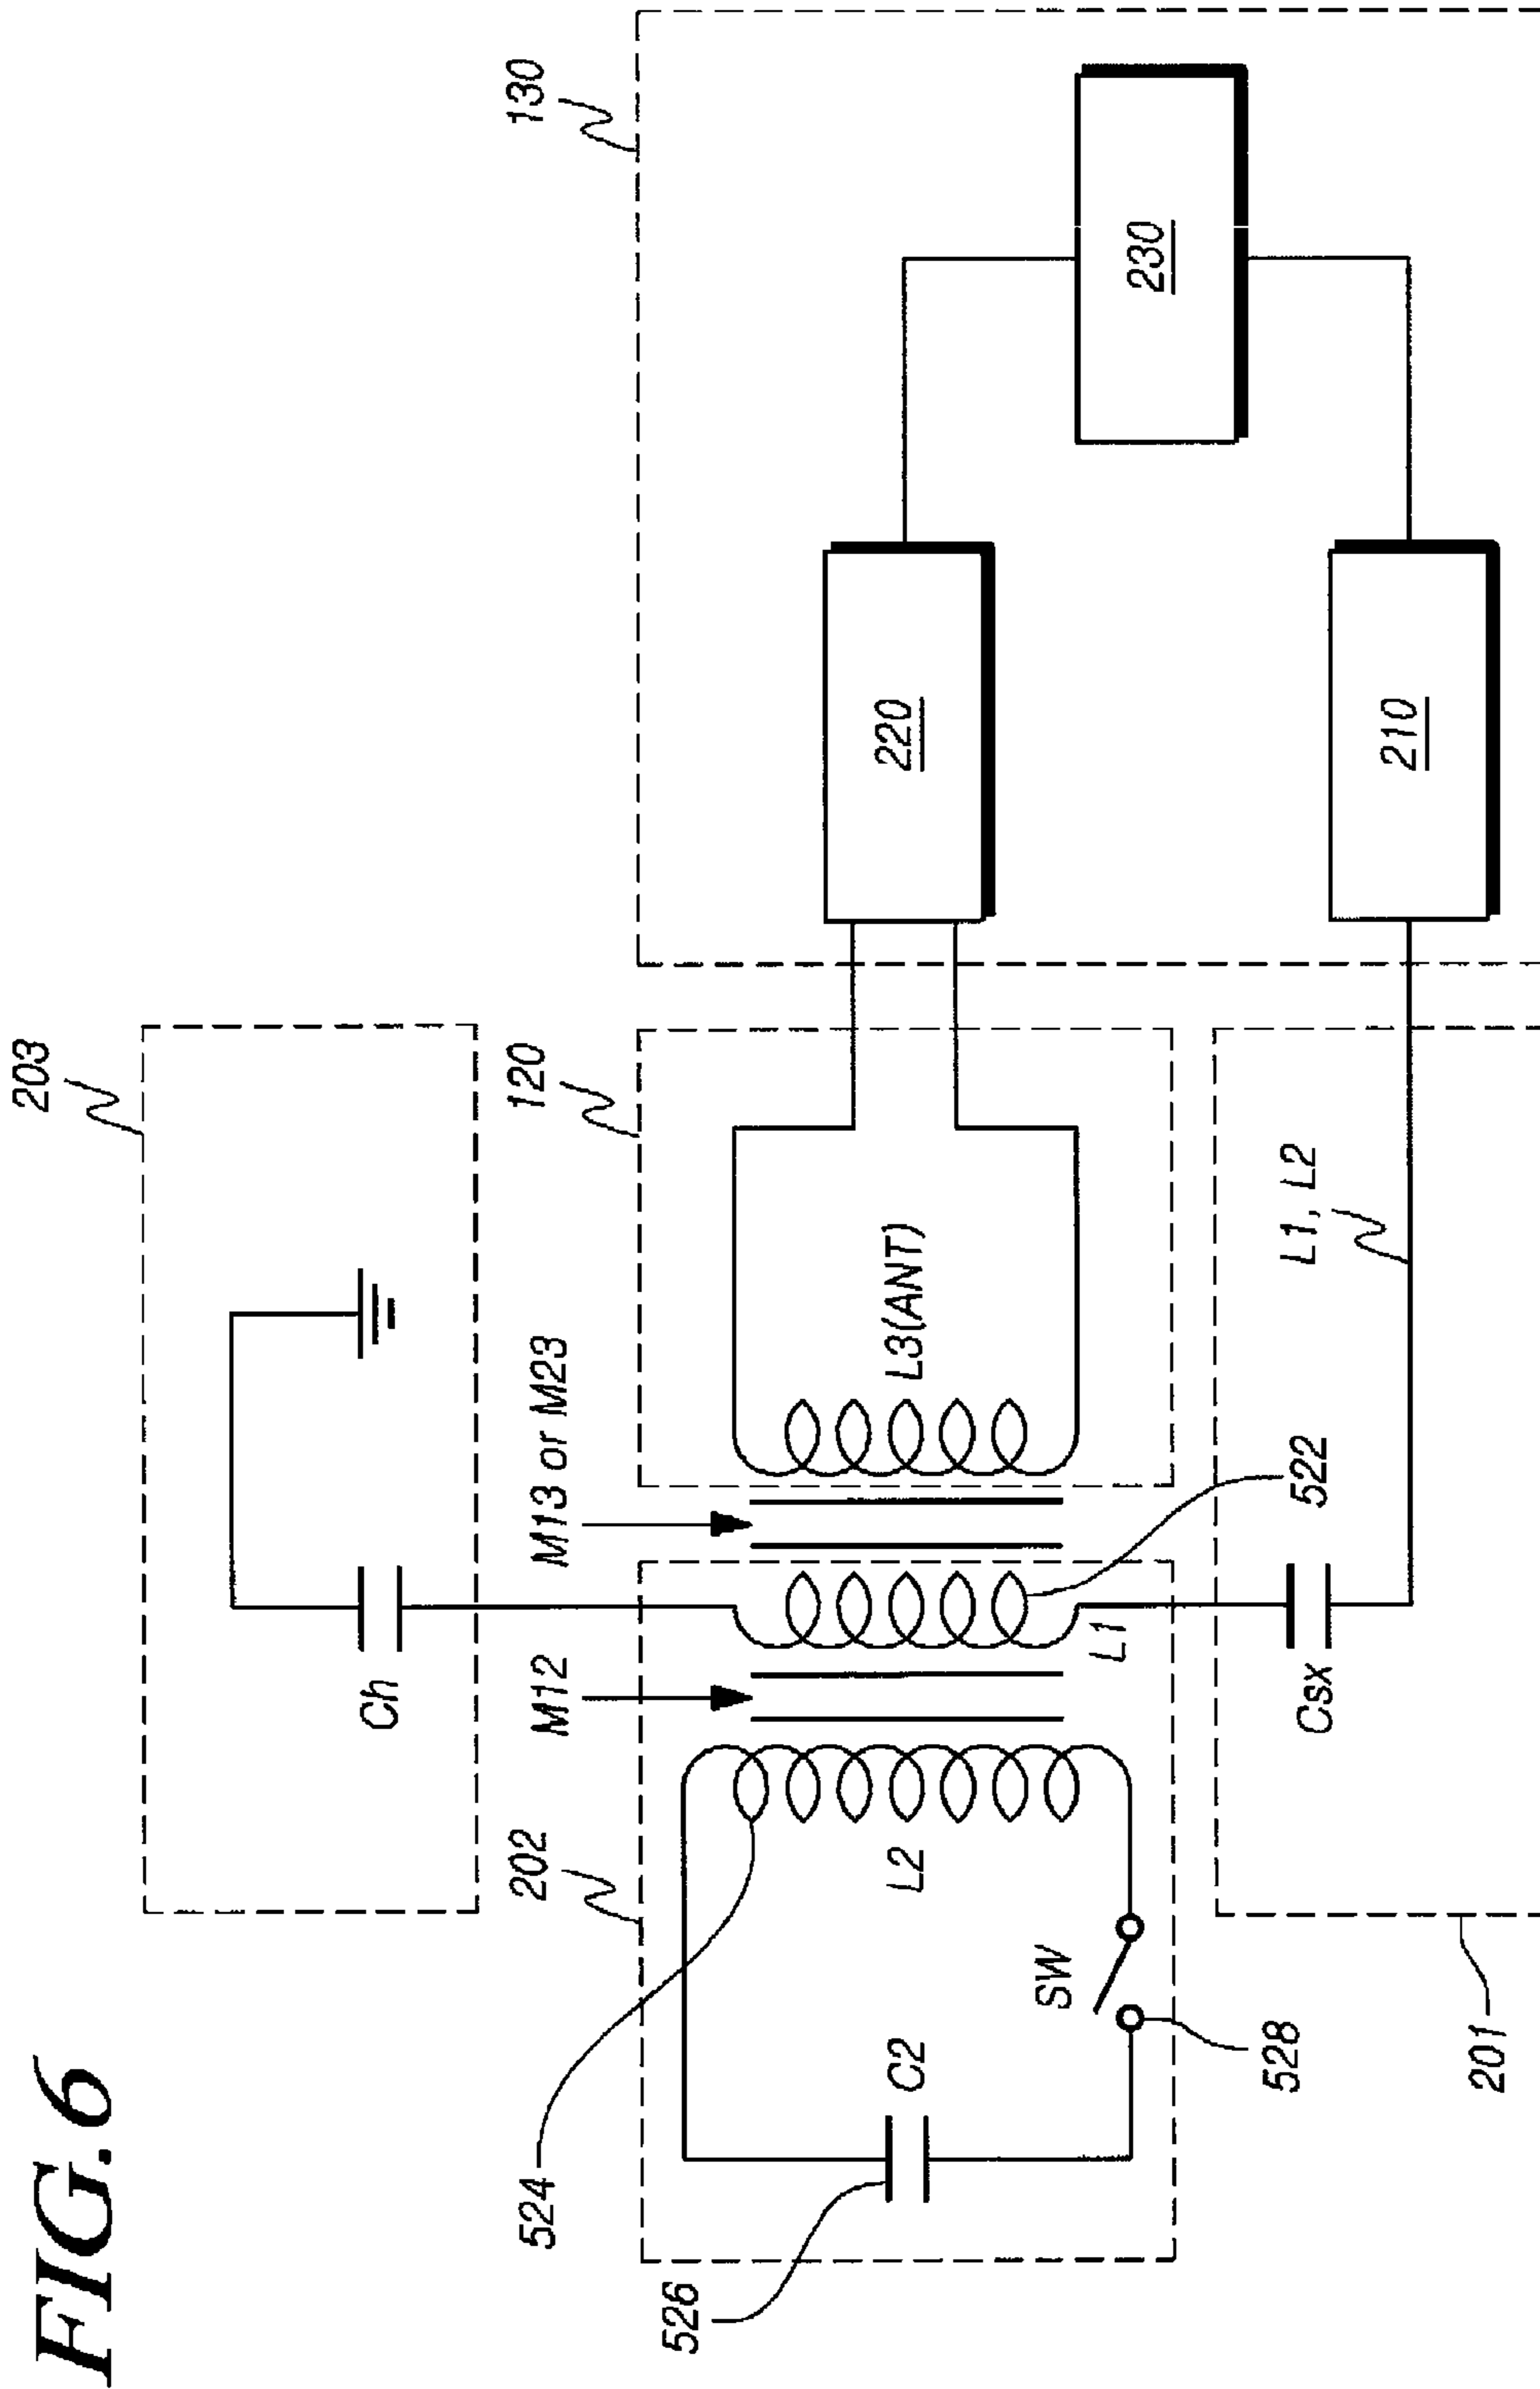 FIG.6
203
Ch
130
120
M13 or M23
M12
202
524
526
220
230
L3(ANT)
L2
C2
SW
L1
210
L1, L2
522
Csx
528
201